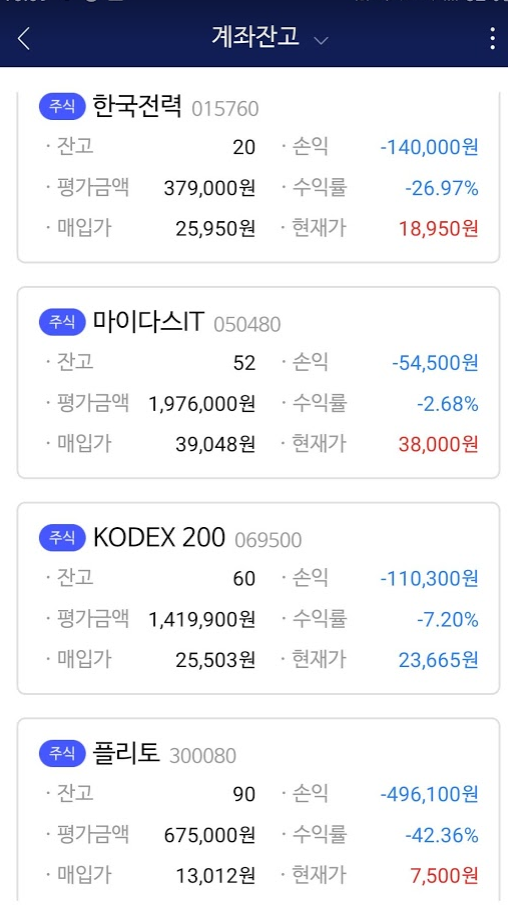 계좌잔고
주식 한국전력 015760
· 잔고 20 · 손익 -140,000원
· 평가금액 379,000원 · 수익률 -26.97%
· 매입가 25,950원 · 현재가 18,950원
주식 마이다스IT 050480
· 잔고 52 · 손익 -54,500원
· 평가금액 1,976,000원 · 수익률 -2.68%
· 매입가 39,048원 · 현재가 38,000원
주식 KODEX 200 069500
· 잔고 60 · 손익 -110,300원
· 평가금액 1,419,900원 · 수익률 -7.20%
· 매입가 25,503원 · 현재가 23,665원
주식 플리토 300080
· 잔고 90 · 손익 -496,100원
· 평가금액 675,000원 · 수익률 -42.36%
· 매입가 13,012원 · 현재가 7,500원